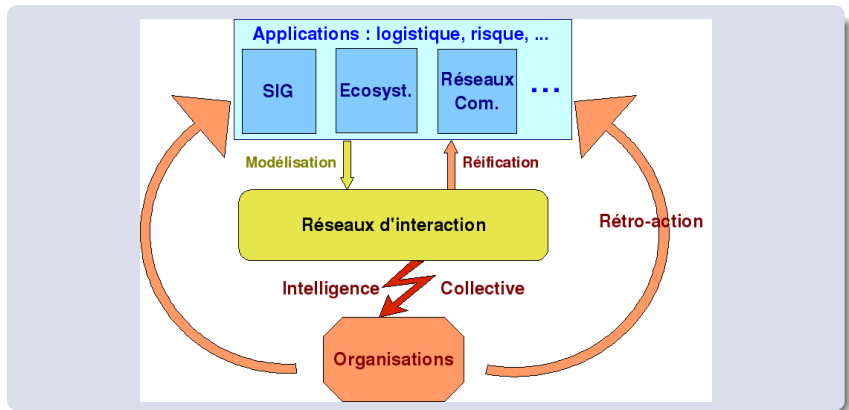 Applications : logistique, risque, ...
SIG
Ecosyst.
Réseaux
Com.
...
Modélisation
Réification
Réseaux d'interaction
Rétro-action
Intelligence
Collective
Organisations